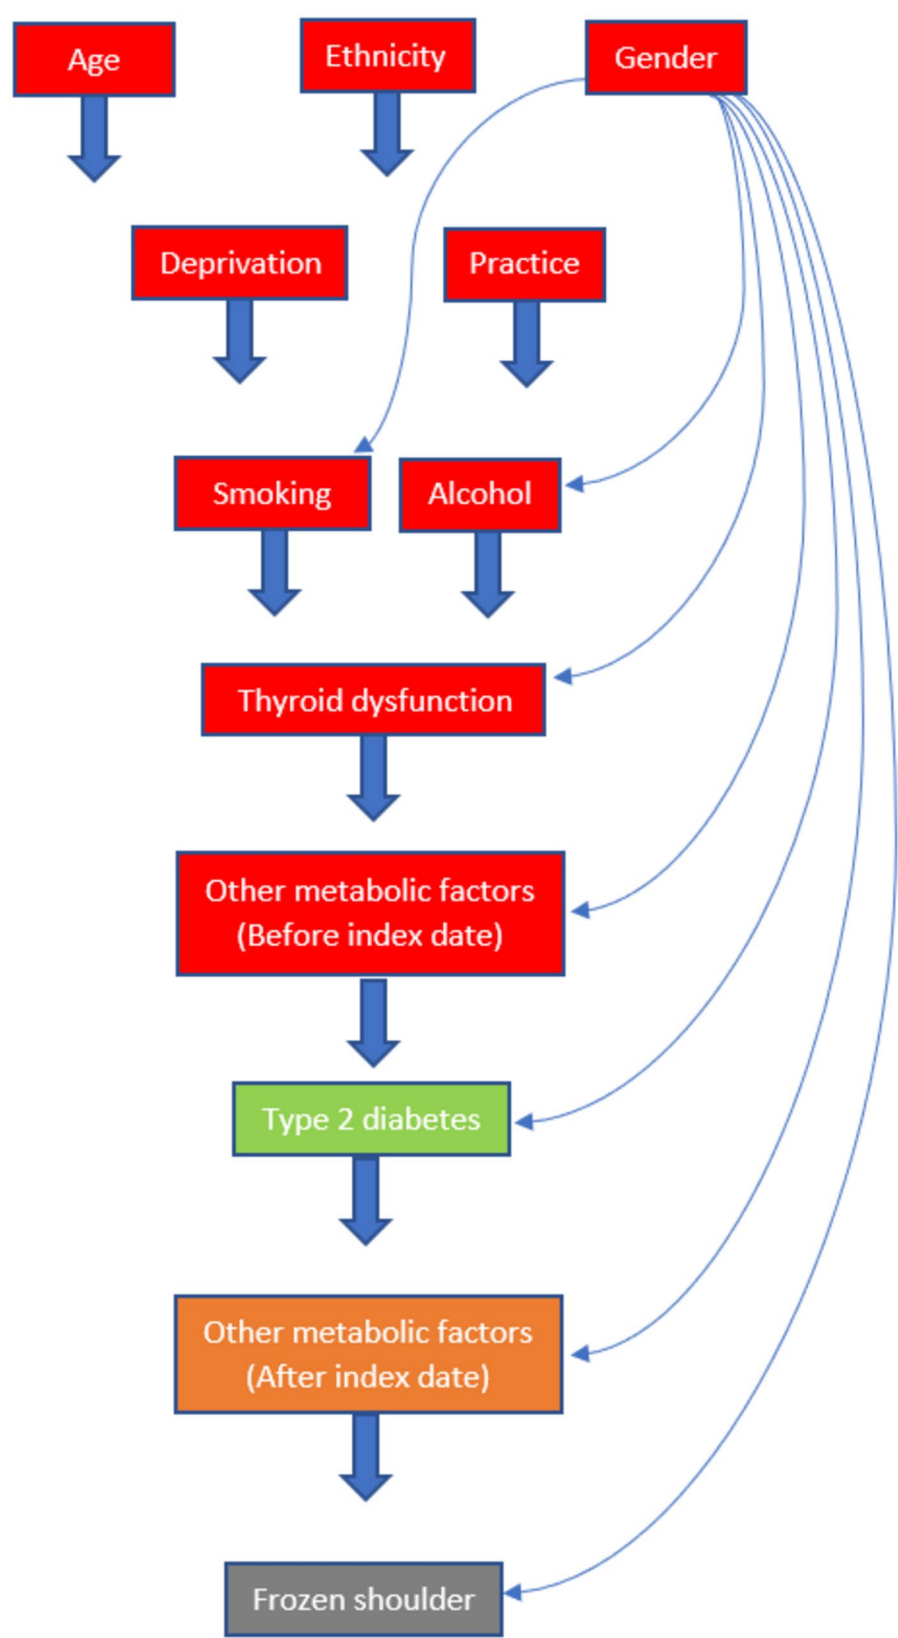 Age
Ethnicity
Gender
Deprivation
Practice
Smoking
Alcohol
Thyroid dysfunction
Other metabolic factors
(Before index date)
Type 2 diabetes
Other metabolic factors
(After index date)
Frozen shoulder